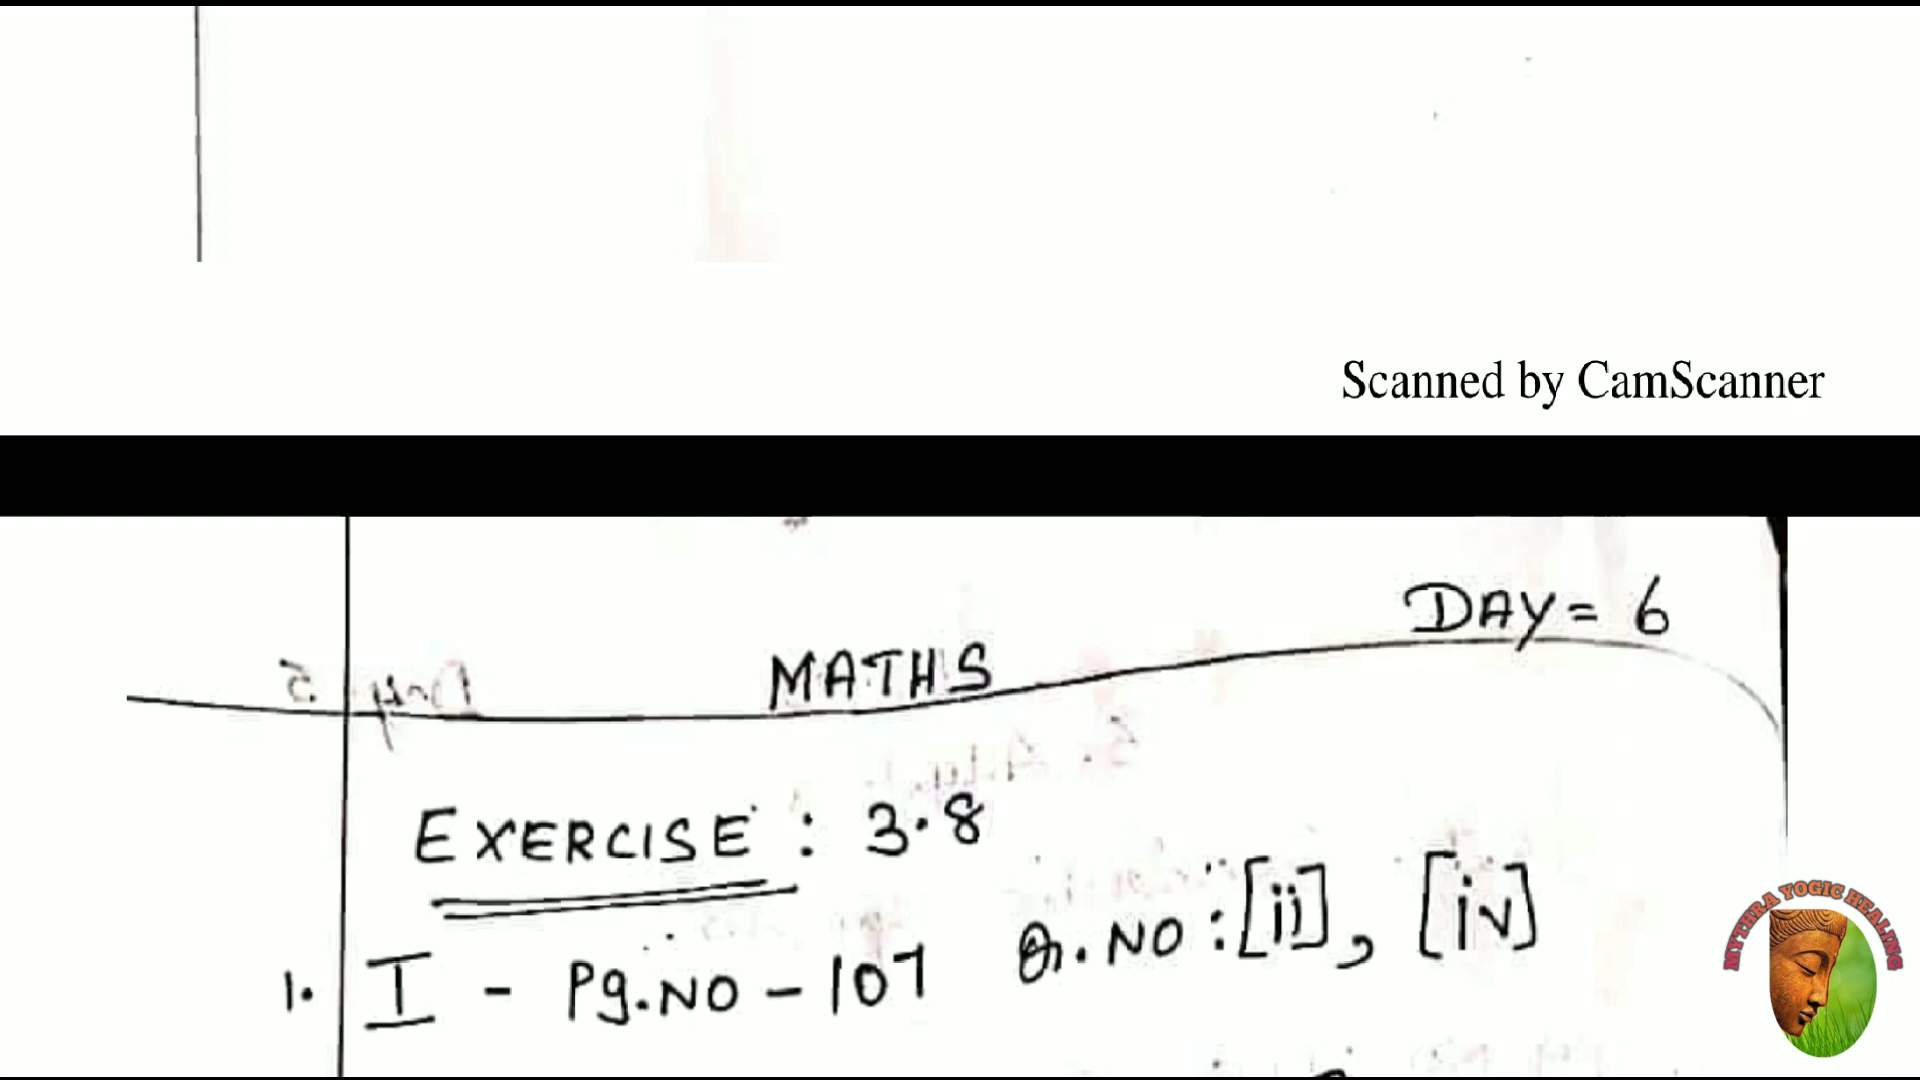 Scanned by CamScanner
DAY = 6
MATHS
EXERCISE : 3.8
1. I - Pg.NO - 107 Q.NO : [ii], [iv]
MYTHRA YOGIC HEALING